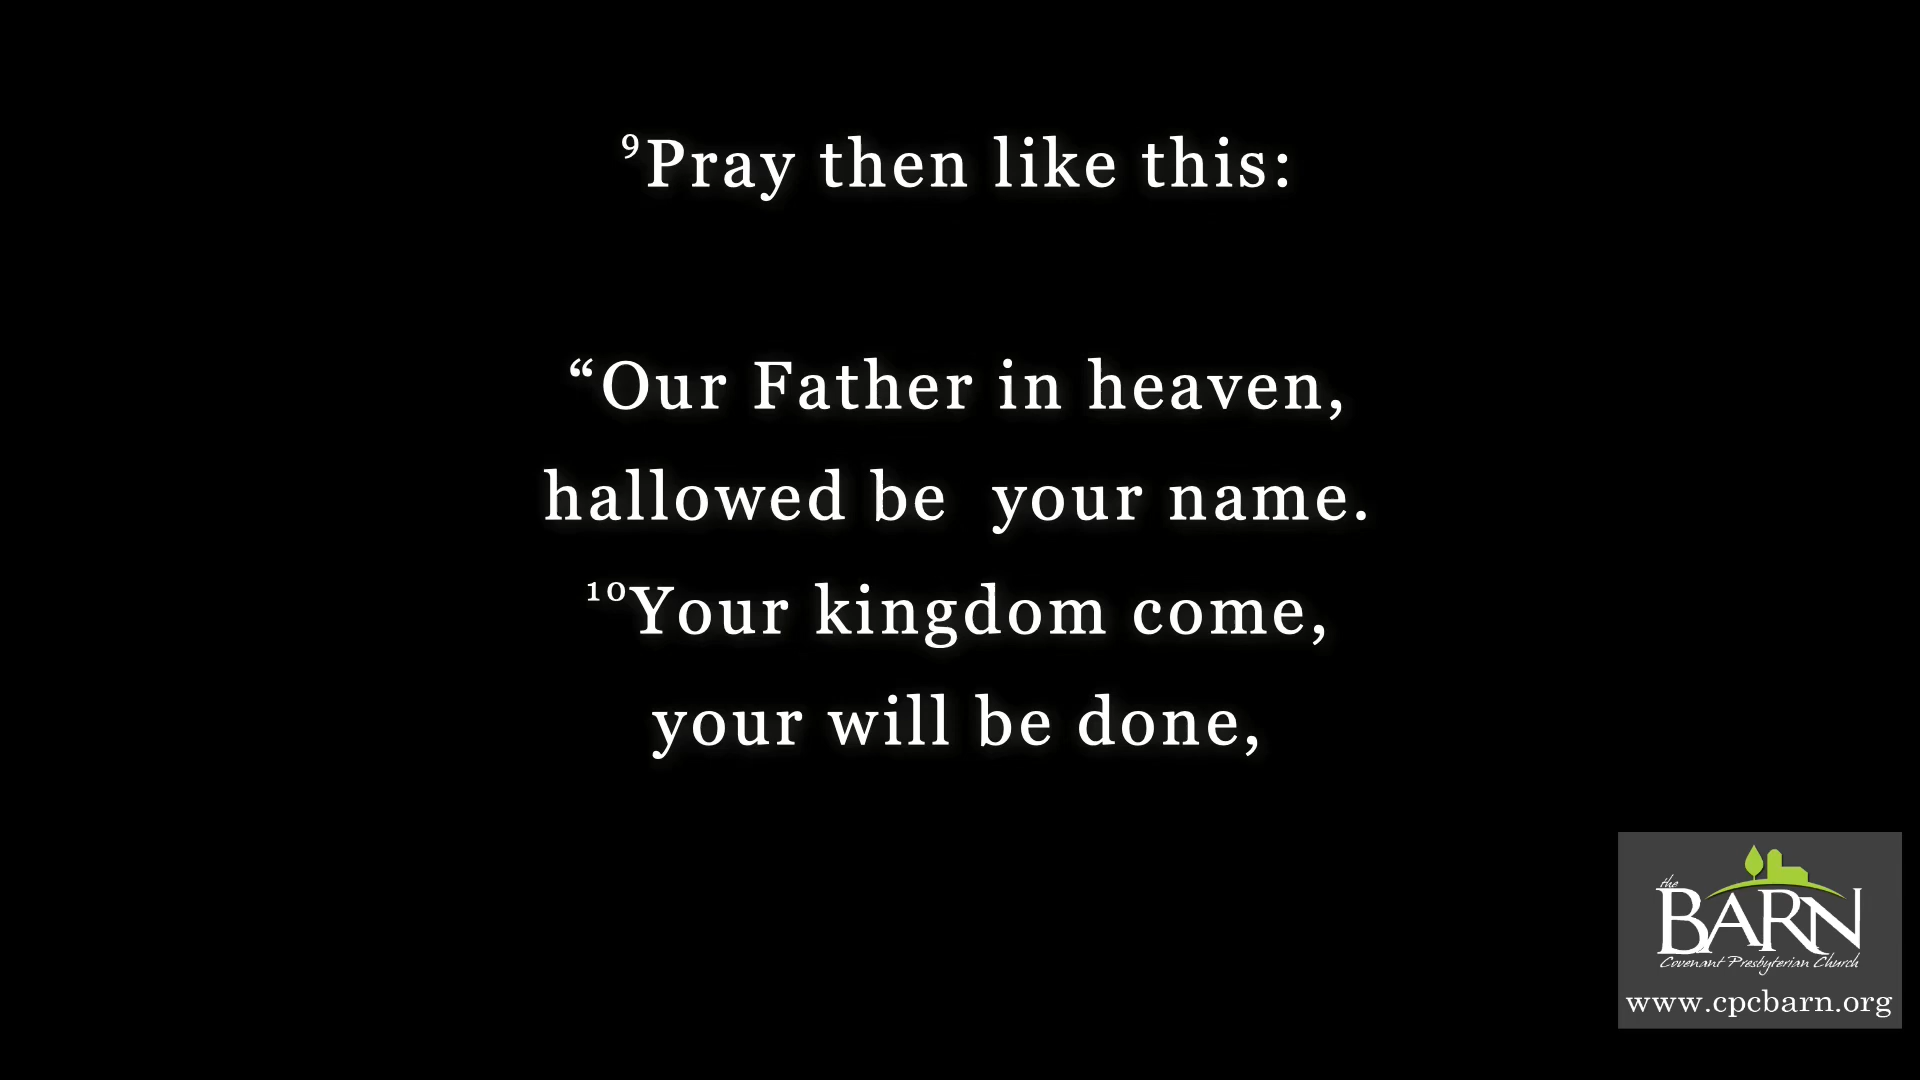 ⁹Pray then like this:
“Our Father in heaven,
hallowed be  your name.
¹⁰Your kingdom come,
your will be done,
the
BARN
Covenant Presbyterian Church
www.cpcbarn.org